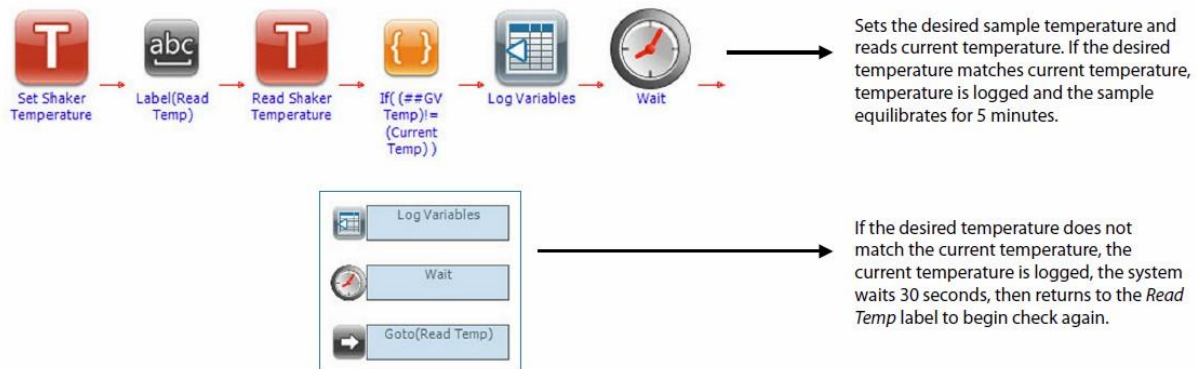 T
abc
T
{ }
Set Shaker
Temperature
Label(Read
Temp)
Read Shaker
Temperature
If( (##GV
Temp)!=
(Current
Temp) )
Log Variables
Wait
Sets the desired sample temperature and
reads current temperature. If the desired
temperature matches current temperature,
temperature is logged and the sample
equilibrates for 5 minutes.
Log Variables
Wait
Goto(Read Temp)
If the desired temperature does not
match the current temperature, the
current temperature is logged, the system
waits 30 seconds, then returns to the Read
Temp label to begin check again.